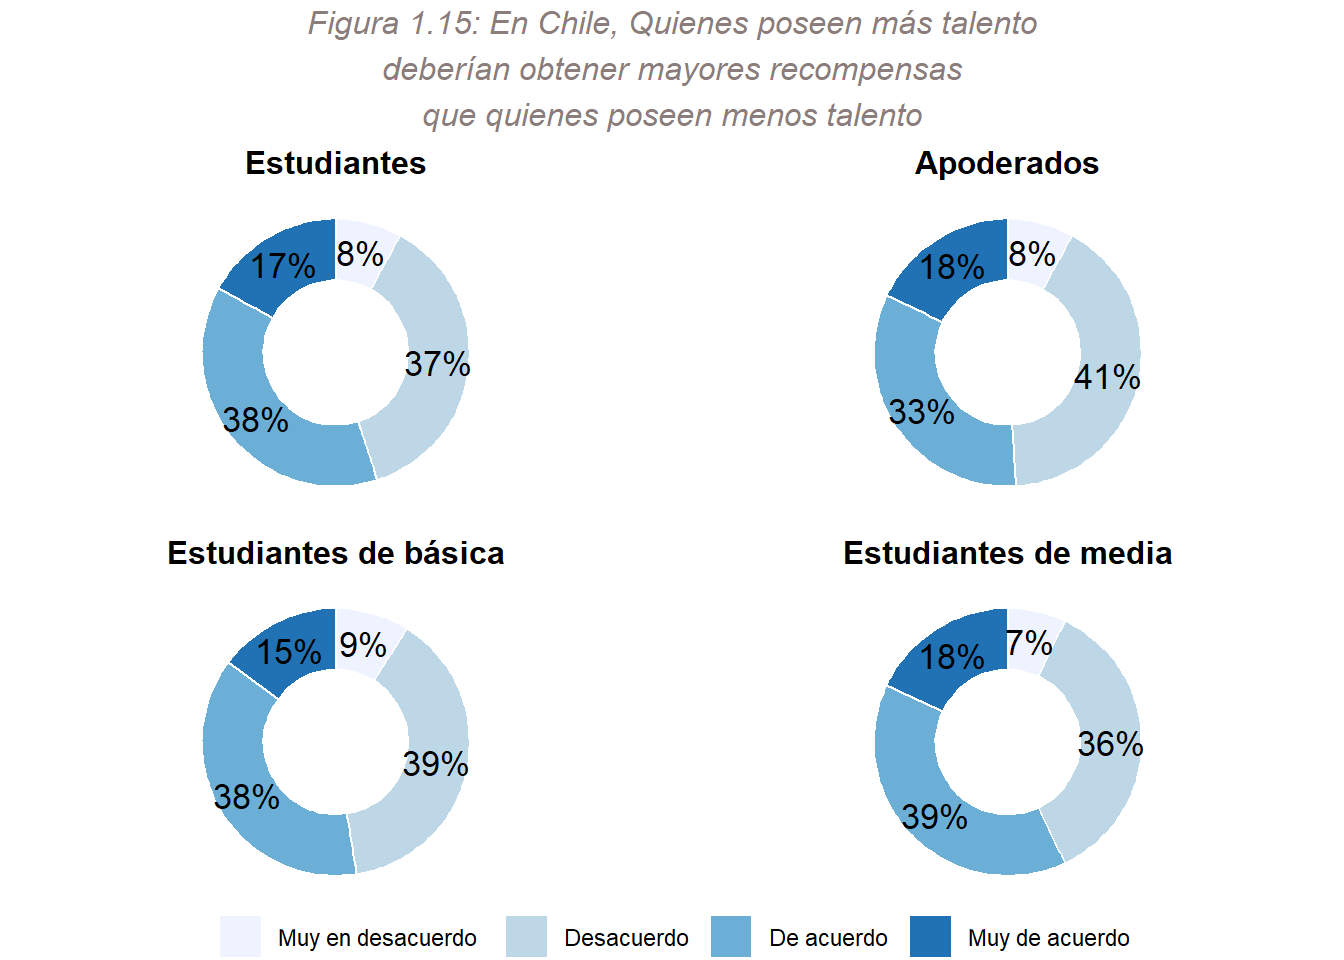 Figura 1.15: En Chile, Quienes poseen más talento
deberían obtener mayores recompensas
que quienes poseen menos talento
Estudiantes
8%
17%
37%
38%
Apoderados
8%
18%
41%
33%
Estudiantes de básica
9%
15%
39%
38%
Estudiantes de media
7%
18%
36%
39%
Muy en desacuerdo
Desacuerdo
De acuerdo
Muy de acuerdo